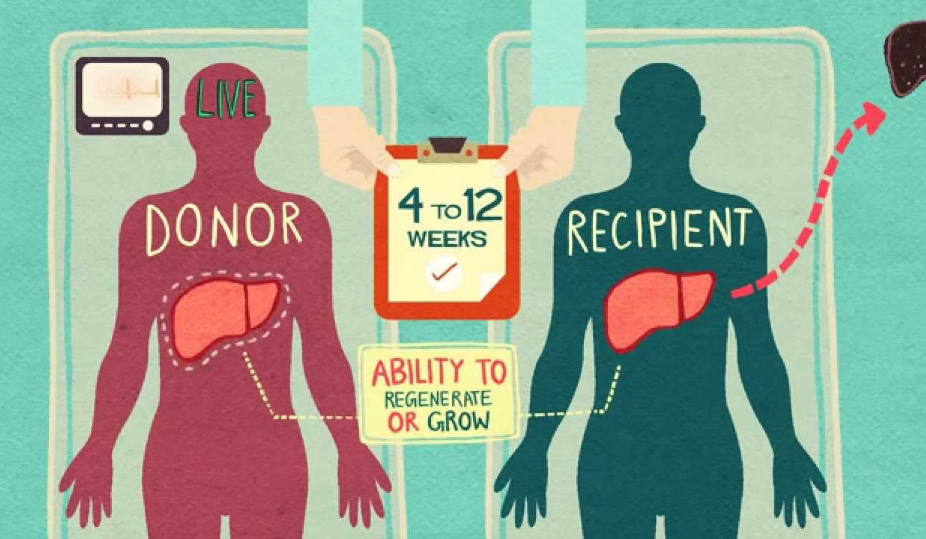 LIVE
DONOR
4 TO 12
WEEKS
RECIPIENT
ABILITY TO
REGENERATE
OR GROW